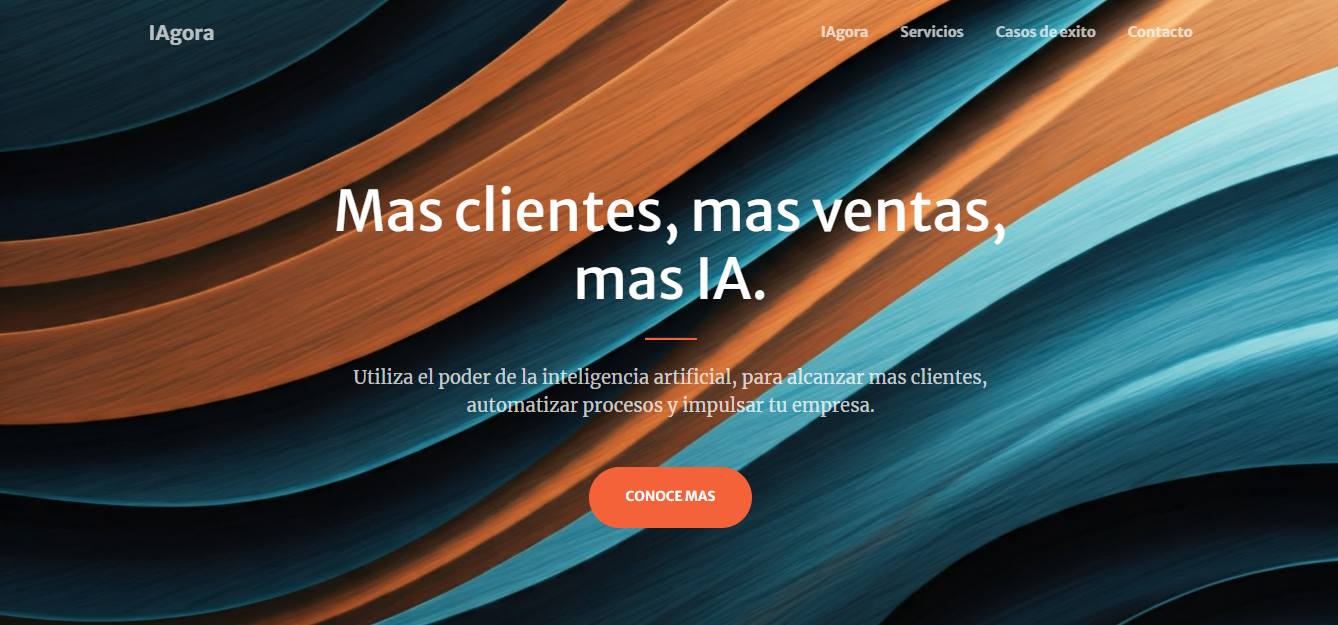 IAgora
IAgora Servicios Casos de exito Contacto
Mas clientes, mas ventas,
mas IA.
Utiliza el poder de la inteligencia artificial, para alcanzar mas clientes,
automatizar procesos y impulsar tu empresa.
CONOCE MAS